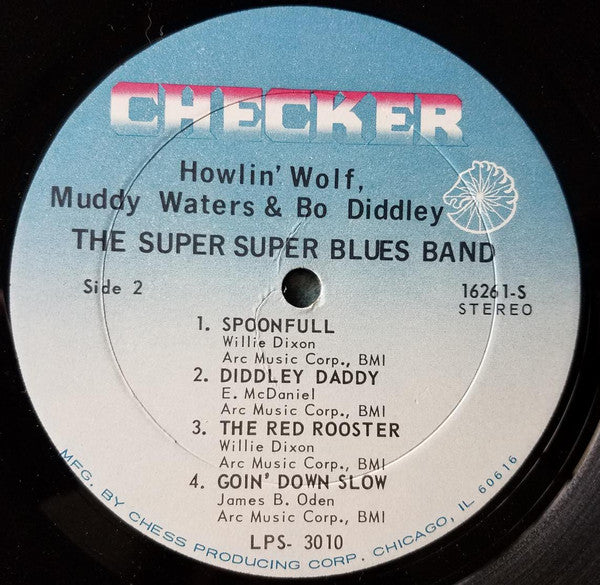 CHECKER
Howlin' Wolf,
Muddy Waters & Bo Diddley
THE SUPER SUPER BLUES BAND
Side 2
16261-S
STEREO
1. SPOONFULL
Willie Dixon
Arc Music Corp., BMI
2. DIDDLEY DADDY
E. McDaniel
Arc Music Corp., BMI
3. THE RED ROOSTER
Willie Dixon
Arc Music Corp., BMI
4. GOIN' DOWN SLOW
James B. Oden
Arc Music Corp., BMI
LPS- 3010
MFG. BY CHESS PRODUCING CORP. CHICAGO, IL 60616